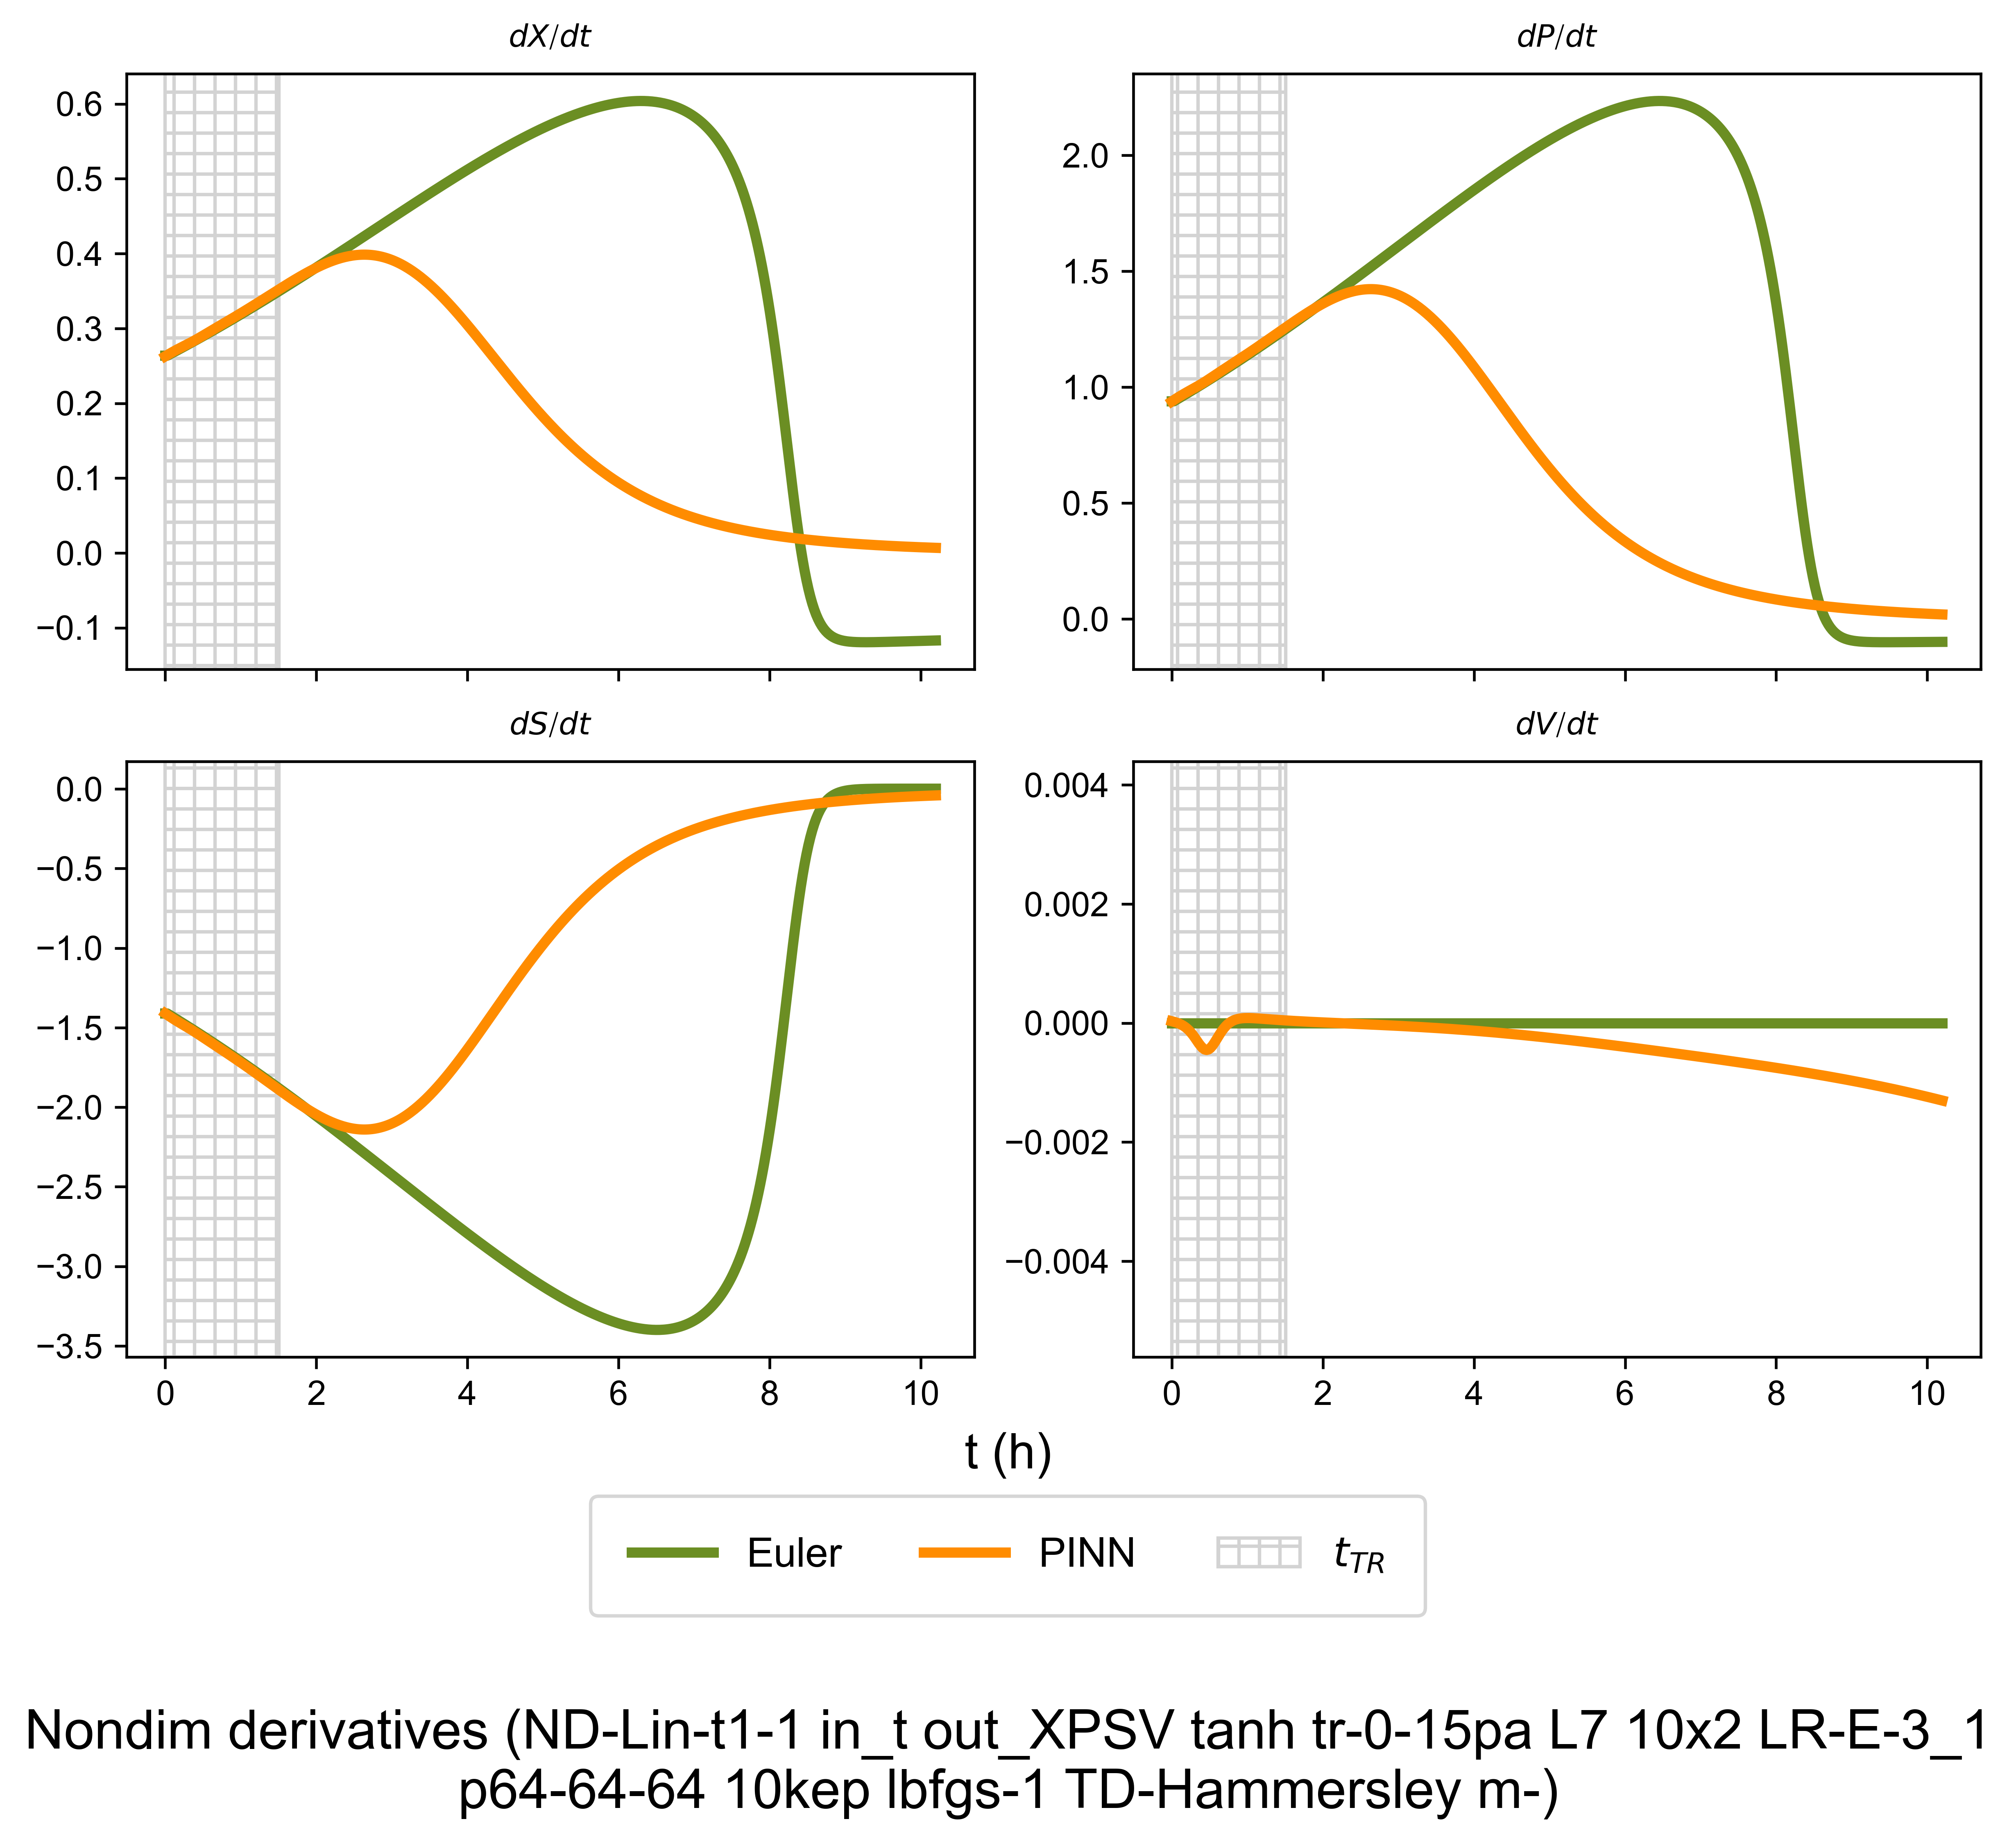 dX/dt
dP/dt
0.6
0.5
0.4
0.3
0.2
0.1
0.0
−0.1
2.0
1.5
1.0
0.5
0.0
dS/dt
dV/dt
0.0
−0.5
−1.0
−1.5
−2.0
−2.5
−3.0
−3.5
0.004
0.002
0.000
−0.002
−0.004
0 2 4 6 8 10
0 2 4 6 8 10
t (h)
Euler PINN t_TR
Nondim derivatives (ND-Lin-t1-1 in_t out_XPSV tanh tr-0-15pa L7 10x2 LR-E-3_1
p64-64-64 10kep lbfgs-1 TD-Hammersley m-)